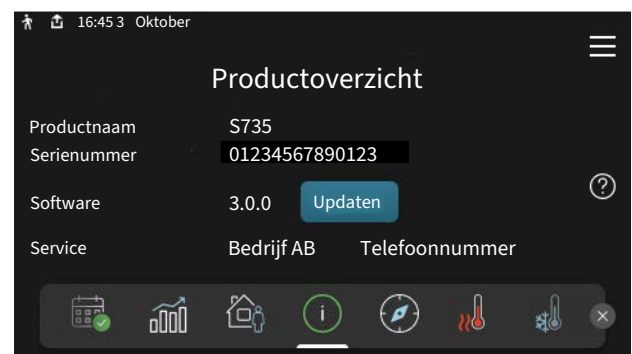 16:45 3 Oktober
Productoverzicht
Productnaam S735
Serienummer 01234567890123
Software 3.0.0 Updaten
Service Bedrijf AB Telefoonnummer